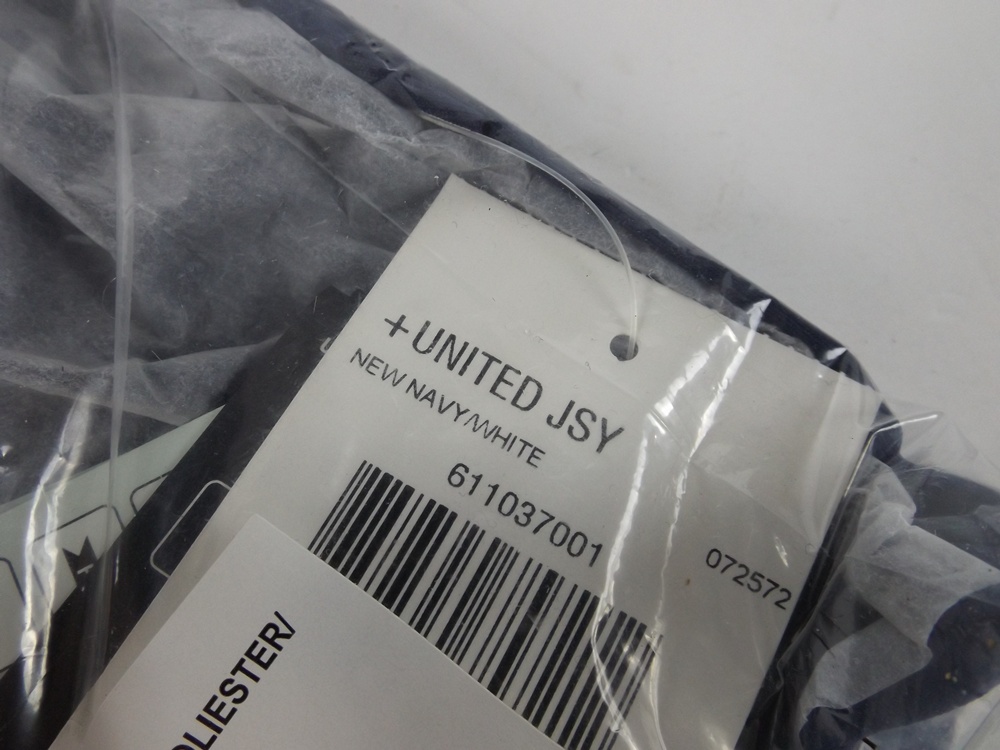 +UNITED JSY
NEW NAVY/WHITE
611037001
072572
OLIESTER/
M